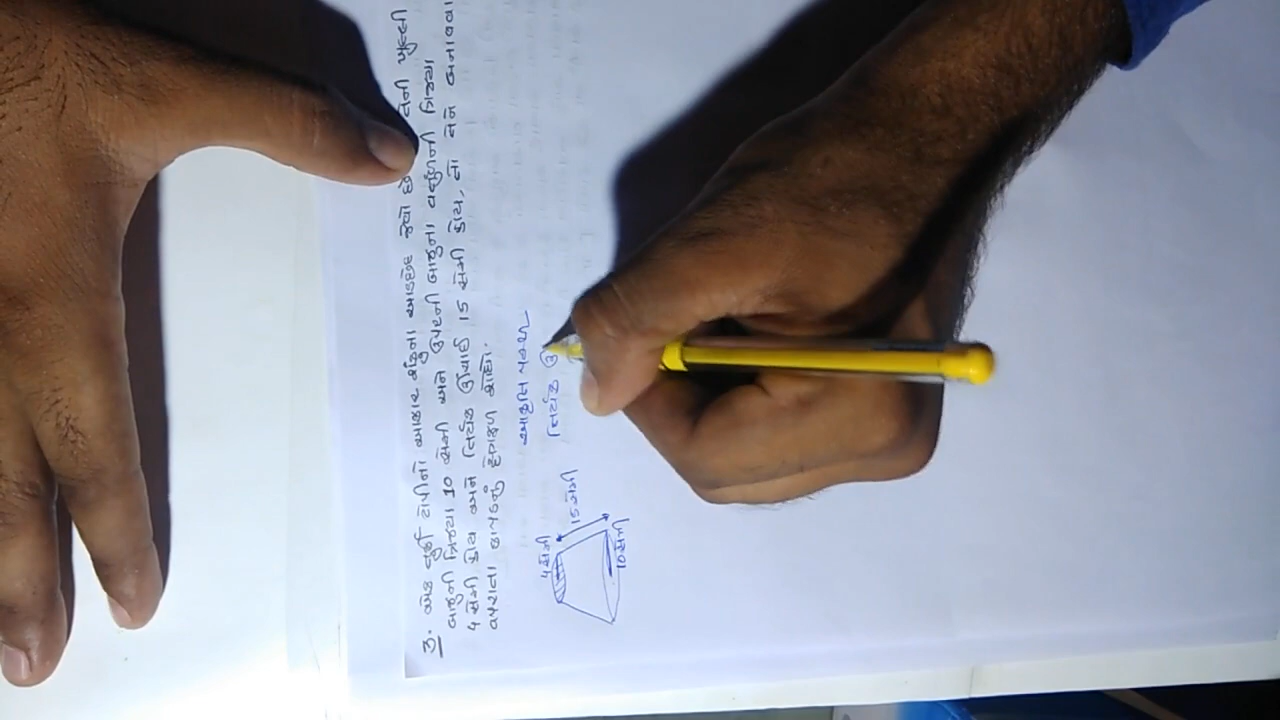 3. એક તુર્કી ટોપીનો આકાર શંકુના આડછેદ જેવો છે તેની ખુલ્લી
બાજુની ત્રિજ્યા 10 સેમી અને ઉપરની બાજુના વર્તુળની ત્રિજ્યા
4 સેમી હોય અને તિર્યક ઊંચાઈ 15 સેમી હોય, તો તેને બનાવવા
વપરાતા કાપડનું ક્ષેત્રફળ શોધો.
આકૃતિ પરથી
તિર્યક
4 સેમી
15 સેમી
10 સેમી